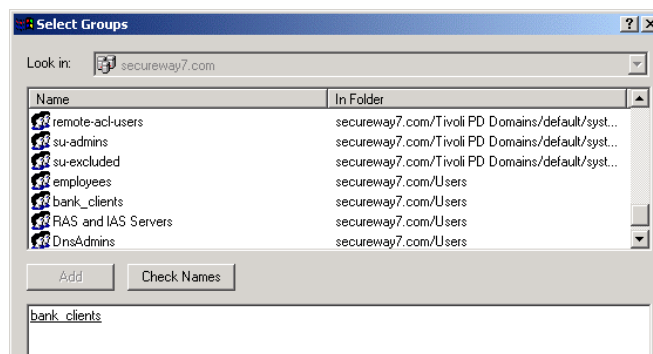 Select Groups
Look in: secureway7.com
Name In Folder
remote-acl-users secureway7.com/Tivoli PD Domains/default/syst...
su-admins secureway7.com/Tivoli PD Domains/default/syst...
su-excluded secureway7.com/Tivoli PD Domains/default/syst...
employees secureway7.com/Users
bank_clients secureway7.com/Users
RAS and IAS Servers secureway7.com/Users
DnsAdmins secureway7.com/Users
Add Check Names
bank_clients